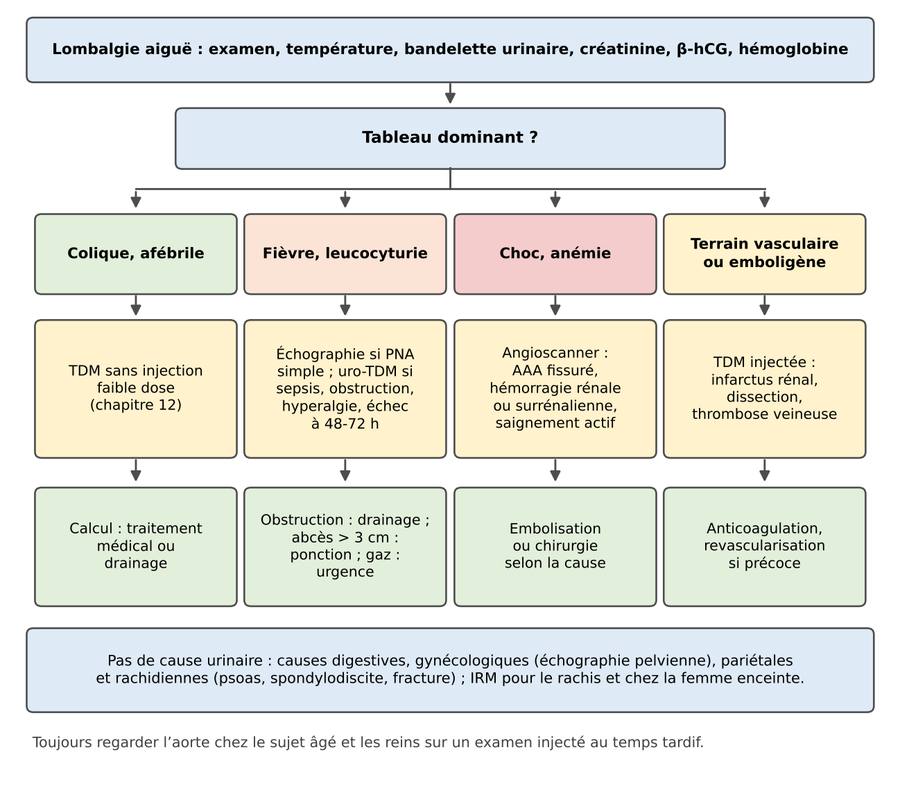 Lombalgie aiguë : examen, température, bandelette urinaire, créatinine, β-hCG, hémoglobine
Tableau dominant ?
Colique, afébrile
Fièvre, leucocyturie
Choc, anémie
Terrain vasculaire
ou emboligène
TDM sans injection
faible dose
(chapitre 12)
Échographie si PNA
simple ; uro-TDM si
sepsis, obstruction,
hyperalgie, échec
à 48-72 h
Angioscanner :
AAA fissuré,
hémorragie rénale
ou surrénalienne,
saignement actif
TDM injectée :
infarctus rénal,
dissection,
thrombose veineuse
Calcul : traitement
médical ou
drainage
Obstruction : drainage ;
abcès > 3 cm :
ponction ; gaz :
urgence
Embolisation
ou chirurgie
selon la cause
Anticoagulation,
revascularisation
si précoce
Pas de cause urinaire : causes digestives, gynécologiques (échographie pelvienne), pariétales
et rachidiennes (psoas, spondylodiscite, fracture) ; IRM pour le rachis et chez la femme enceinte.
Toujours regarder l’aorte chez le sujet âgé et les reins sur un examen injecté au temps tardif.